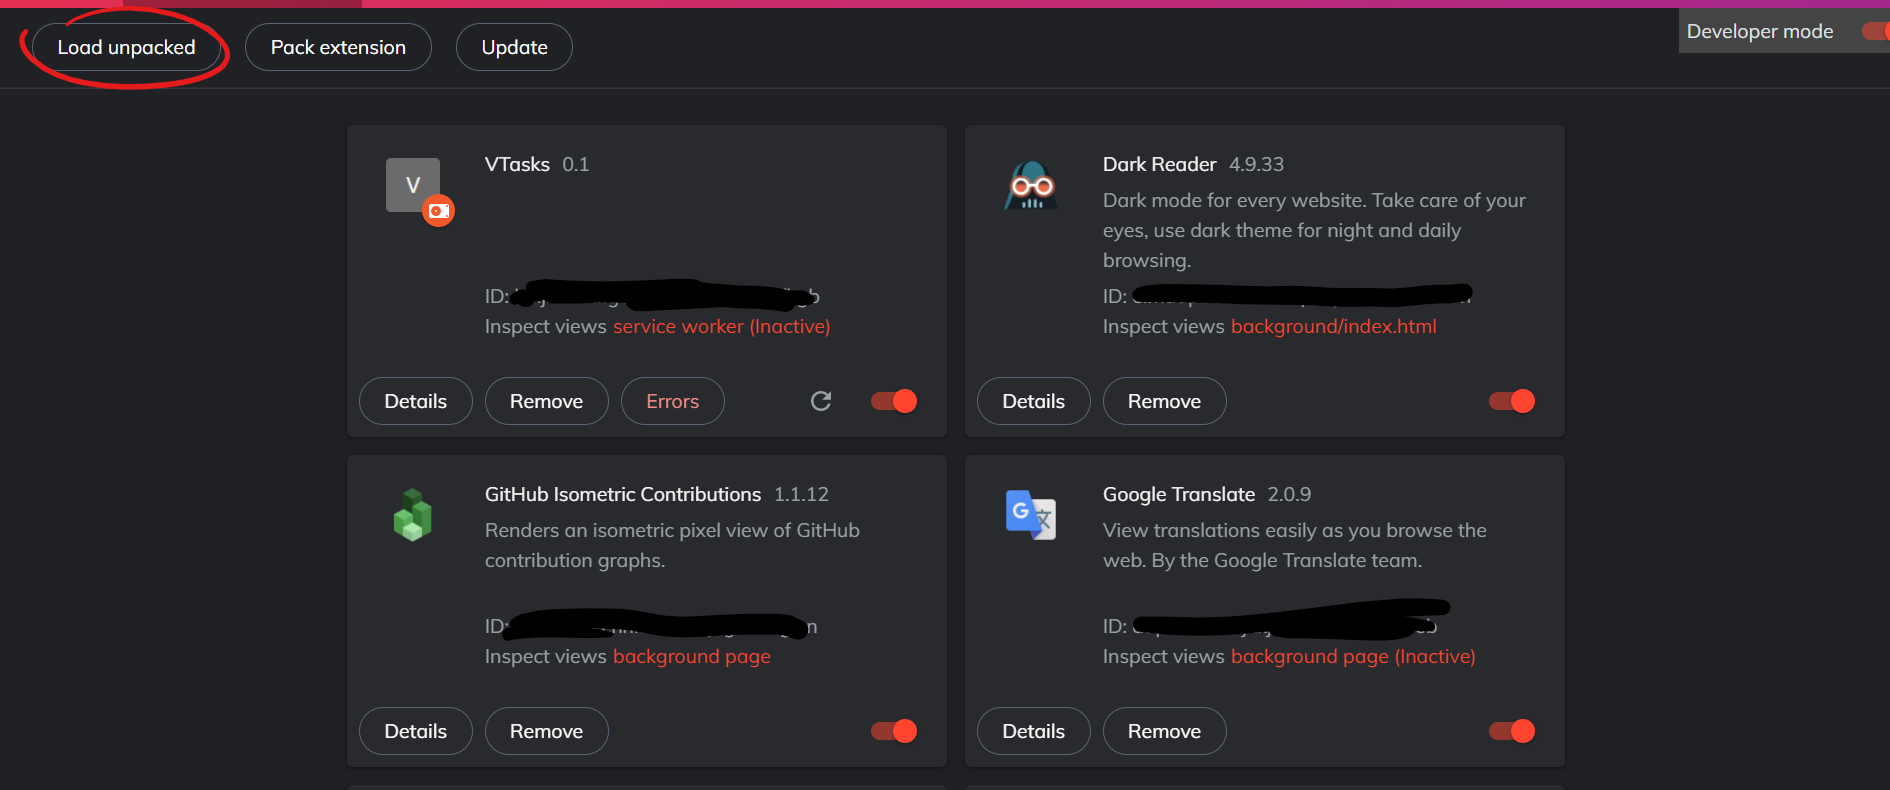 Load unpacked
Pack extension
Update
Developer mode
V
VTasks 0.1
ID:
Inspect views service worker (Inactive)
Details
Remove
Errors
Dark Reader 4.9.33
Dark mode for every website. Take care of your
eyes, use dark theme for night and daily
browsing.
ID:
Inspect views background/index.html
Details
Remove
GitHub Isometric Contributions 1.1.12
Renders an isometric pixel view of GitHub
contribution graphs.
ID:
Inspect views background page
Details
Remove
G
Google Translate 2.0.9
View translations easily as you browse the
web. By the Google Translate team.
ID:
Inspect views background page (Inactive)
Details
Remove